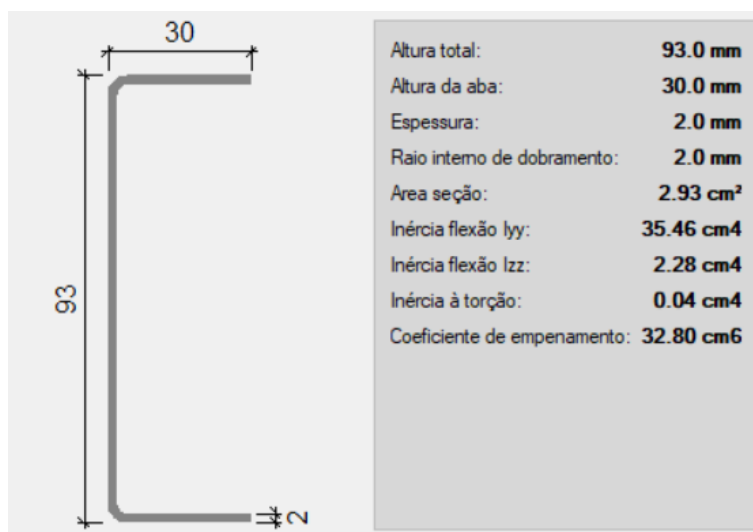 30
93
2
Altura total: 93.0 mm
Altura da aba: 30.0 mm
Espessura: 2.0 mm
Raio interno de dobramento: 2.0 mm
Area seção: 2.93 cm²
Inércia flexão Iyy: 35.46 cm4
Inércia flexão Izz: 2.28 cm4
Inércia à torção: 0.04 cm4
Coeficiente de empenamento: 32.80 cm6